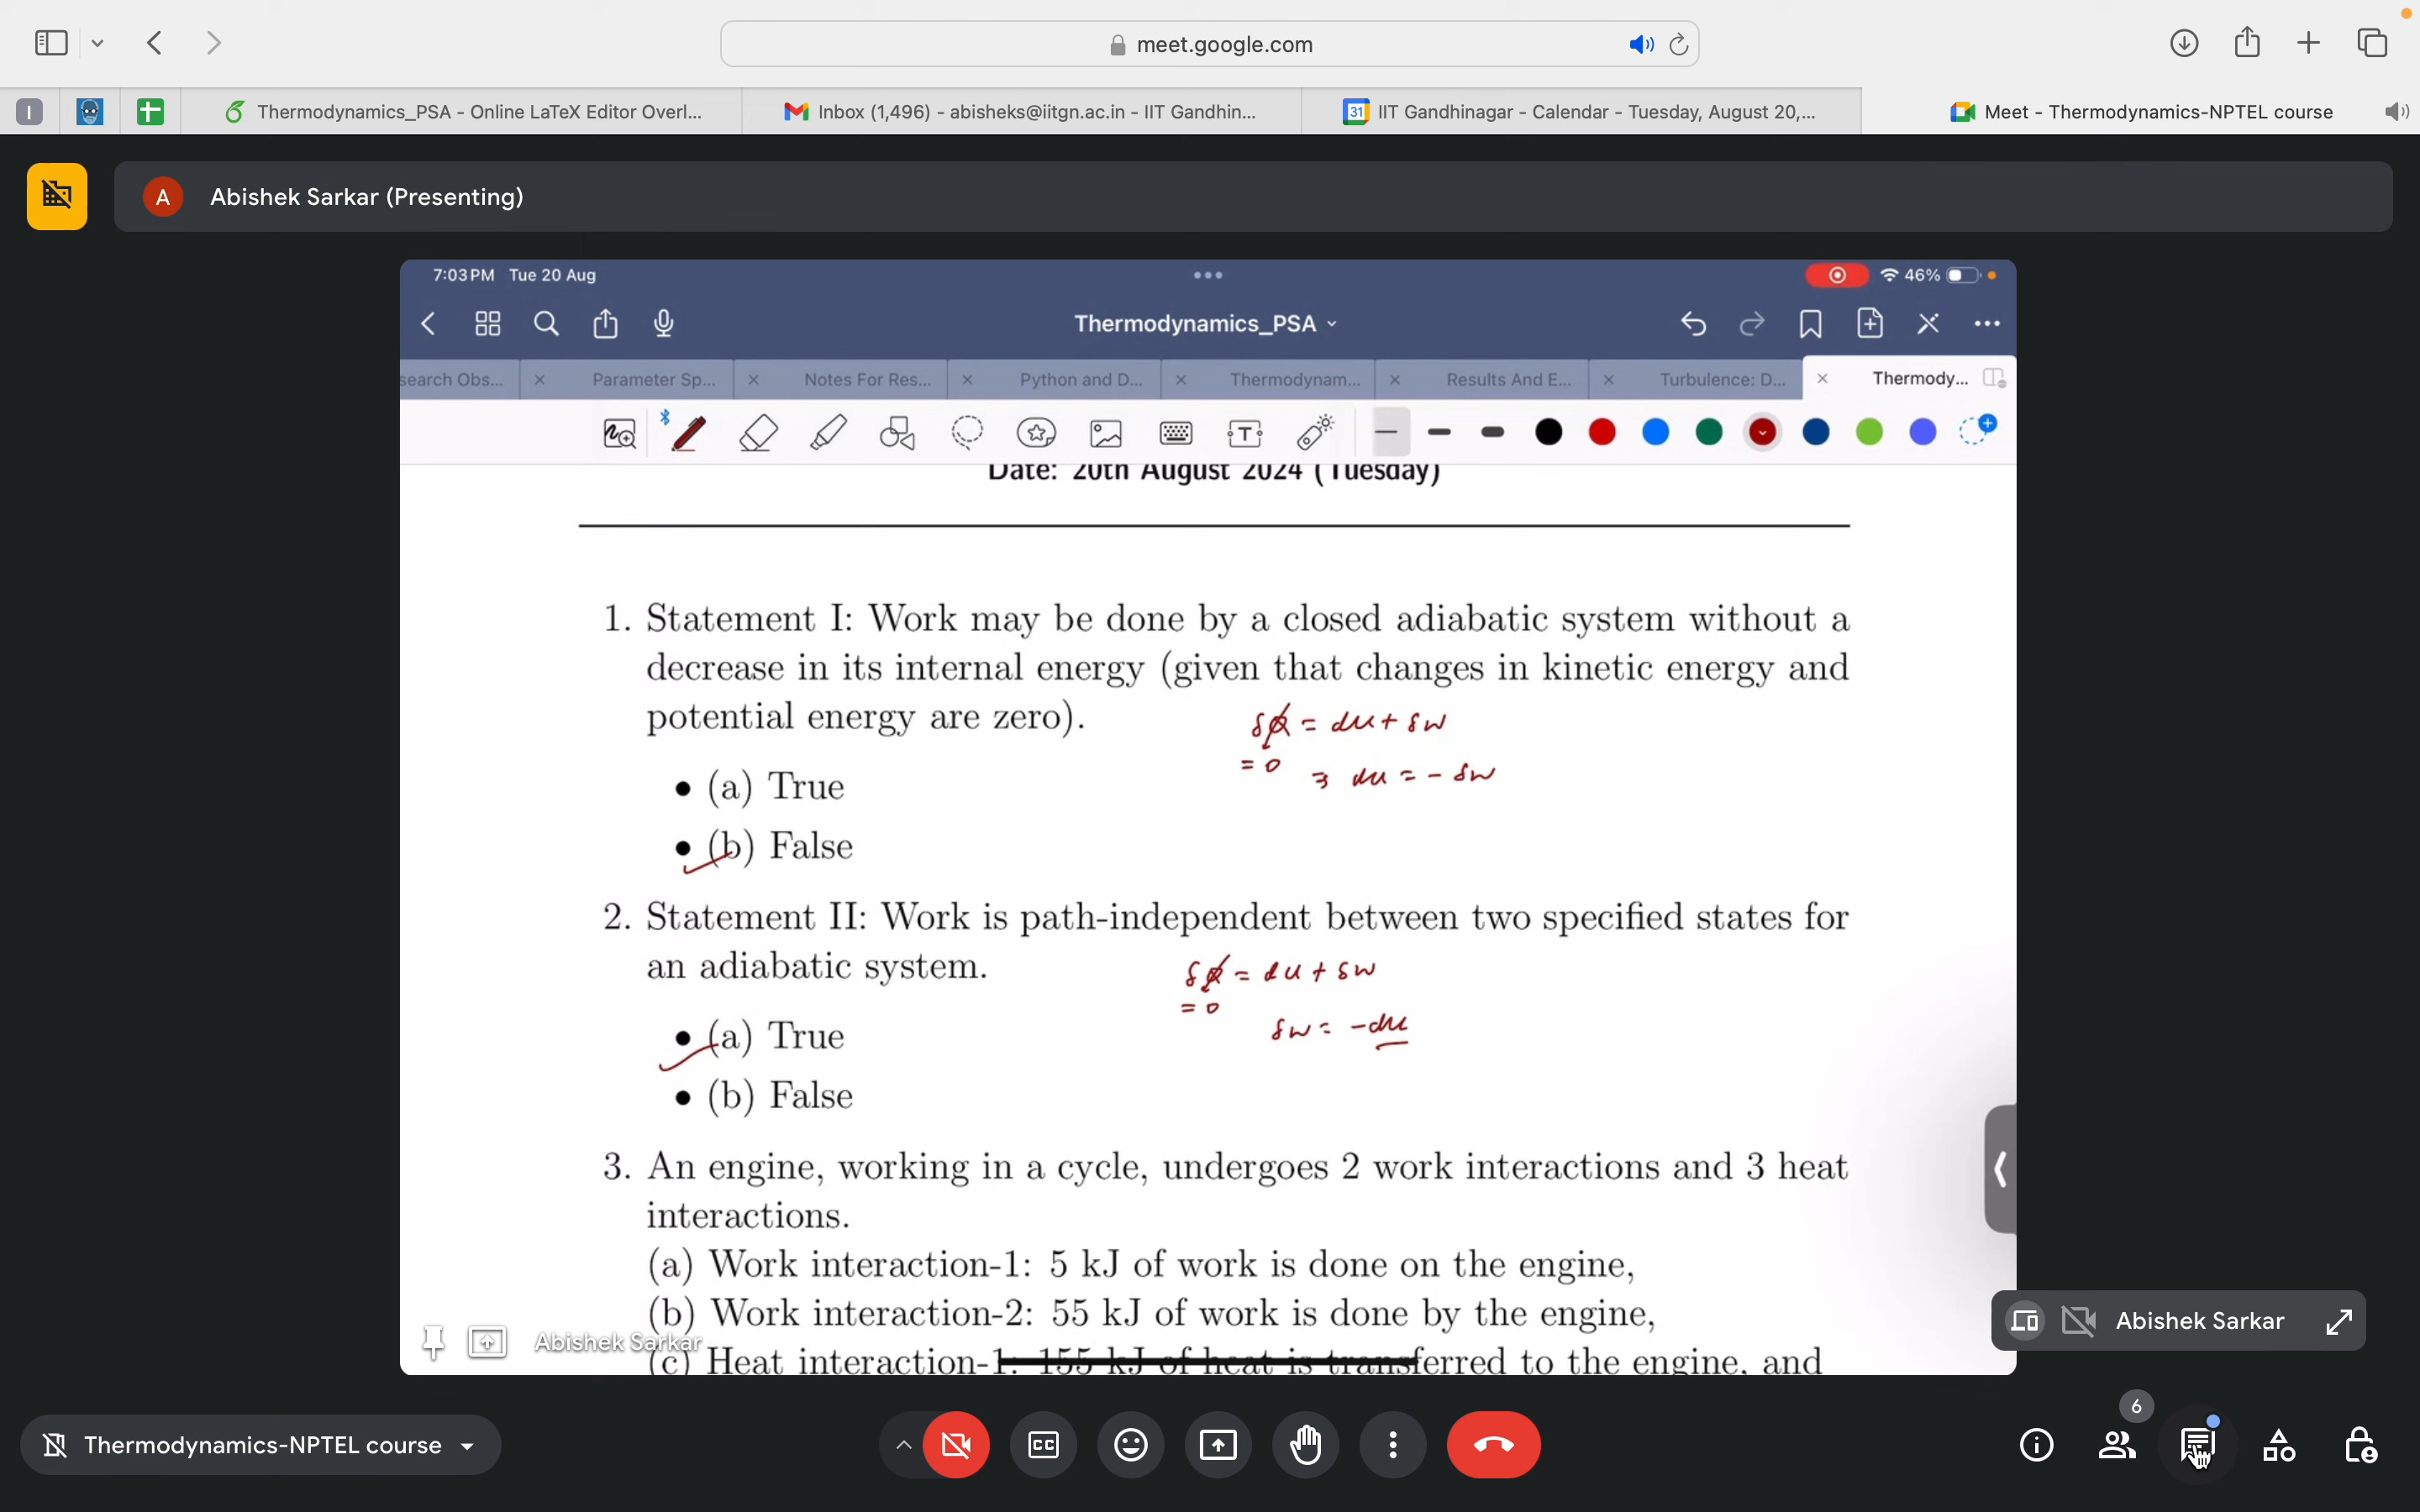 meet.google.com
Thermodynamics_PSA - Online LaTeX Editor Overl...
Inbox (1,496) - abisheks@iitgn.ac.in - IIT Gandhin...
31
IIT Gandhinagar - Calendar - Tuesday, August 20,...
Meet - Thermodynamics-NPTEL course
A
Abishek Sarkar (Presenting)
7:03 PM Tue 20 Aug
46%
Thermodynamics_PSA
search Obs...
Parameter Sp...
Notes For Res...
Python and D...
Thermodynam...
Results And E...
Turbulence: D...
Thermody...
Date: 20th August 2024 (Tuesday)
1. Statement I: Work may be done by a closed adiabatic system without a
decrease in its internal energy (given that changes in kinetic energy and
potential energy are zero).
δQ = du + δw
= 0 ⇒ du = - δw
• (a) True
• (b) False
2. Statement II: Work is path-independent between two specified states for
an adiabatic system.
δQ = du + δw
= 0
δw = -du
• (a) True
• (b) False
3. An engine, working in a cycle, undergoes 2 work interactions and 3 heat
interactions.
(a) Work interaction-1: 5 kJ of work is done on the engine,
(b) Work interaction-2: 55 kJ of work is done by the engine,
(c) Heat interaction-1: 155 kJ of heat is transferred to the engine, and
Abishek Sarkar
Abishek Sarkar
Thermodynamics-NPTEL course
CC
6